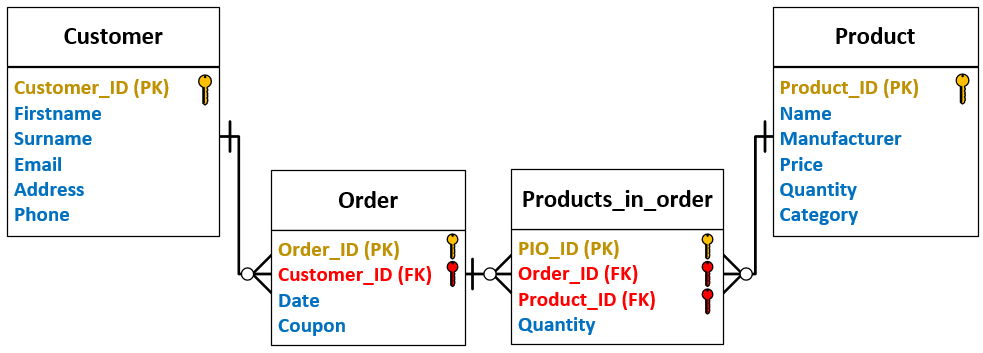 Customer
Customer_ID (PK)
Firstname
Surname
Email
Address
Phone
Order
Order_ID (PK)
Customer_ID (FK)
Date
Coupon
Products_in_order
PIO_ID (PK)
Order_ID (FK)
Product_ID (FK)
Quantity
Product
Product_ID (PK)
Name
Manufacturer
Price
Quantity
Category